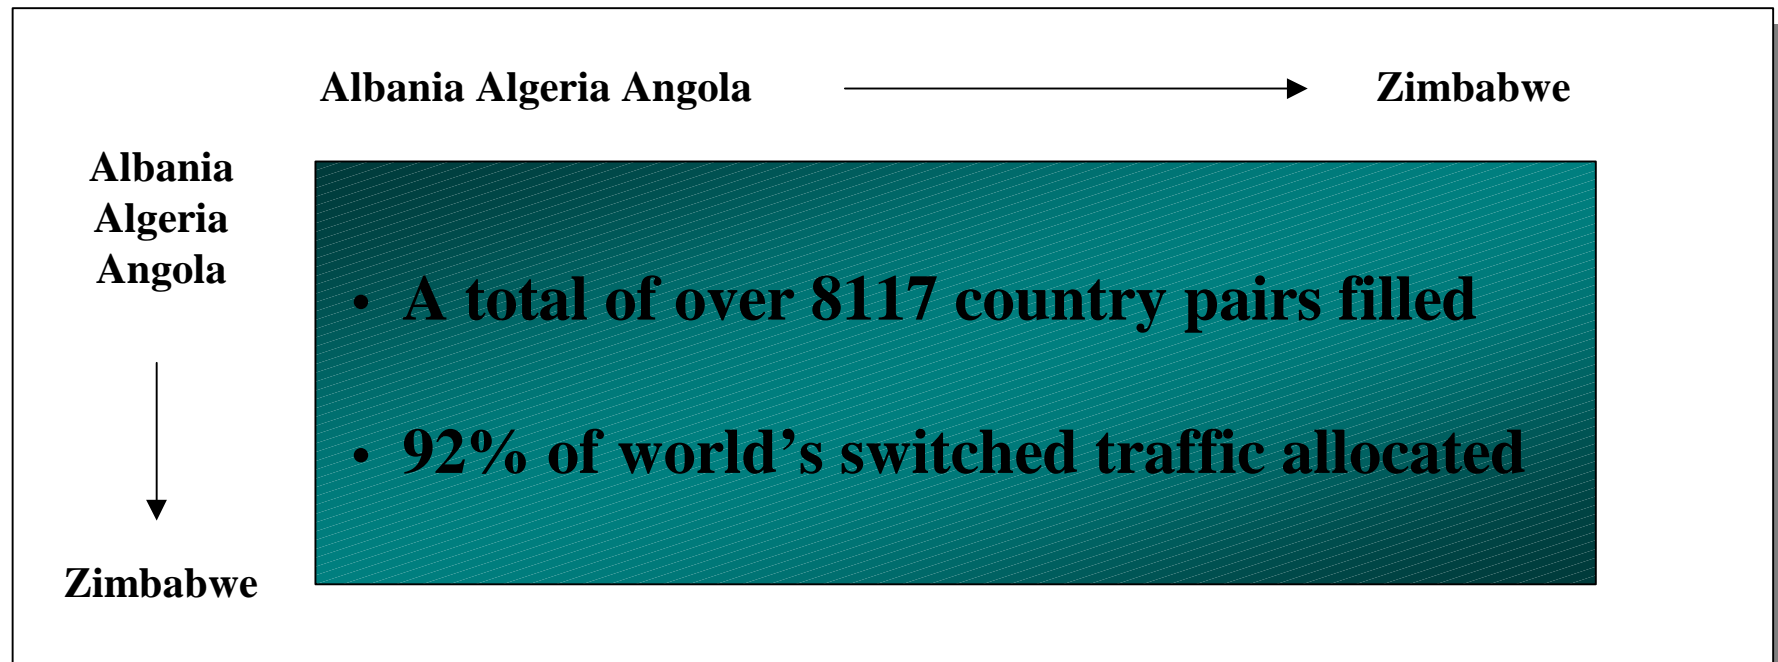 Albania Algeria Angola Zimbabwe
Albania
Algeria
Angola
• A total of over 8117 country pairs filled
• 92% of world’s switched traffic allocated
Zimbabwe